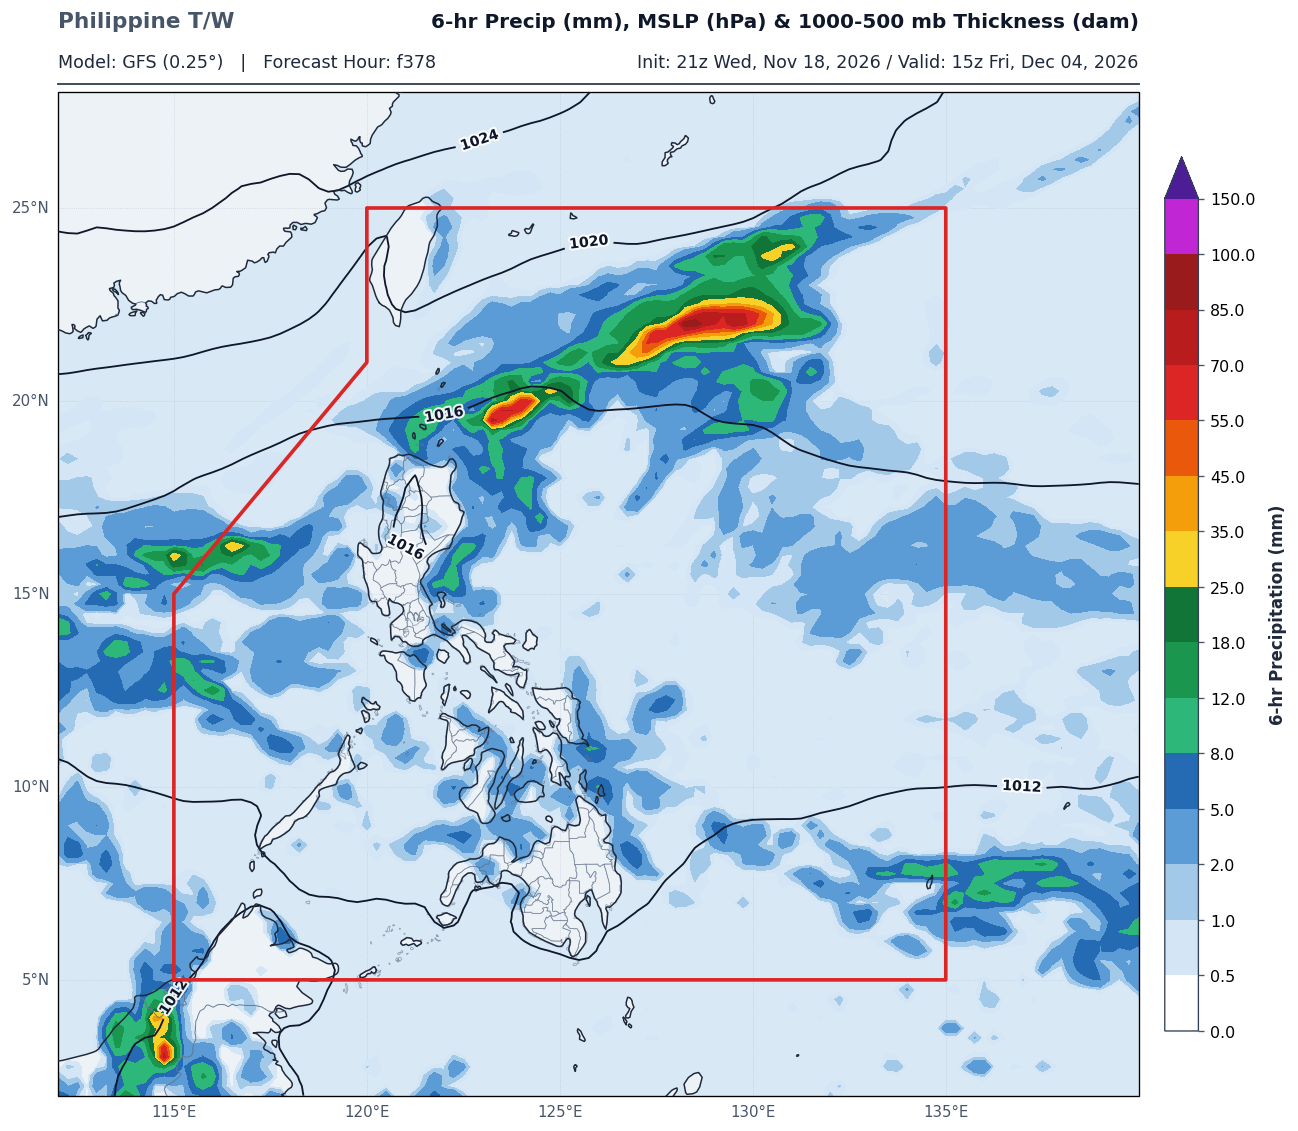 Philippine T/W
6-hr Precip (mm), MSLP (hPa) & 1000-500 mb Thickness (dam)
Model: GFS (0.25°) | Forecast Hour: f378
Init: 21z Wed, Nov 18, 2026 / Valid: 15z Fri, Dec 04, 2026
1024
1020
1016
1016
1012
1012
25°N
20°N
15°N
10°N
5°N
115°E
120°E
125°E
130°E
135°E
150.0
100.0
85.0
70.0
55.0
45.0
35.0
25.0
18.0
12.0
8.0
5.0
2.0
1.0
0.5
0.0
6-hr Precipitation (mm)